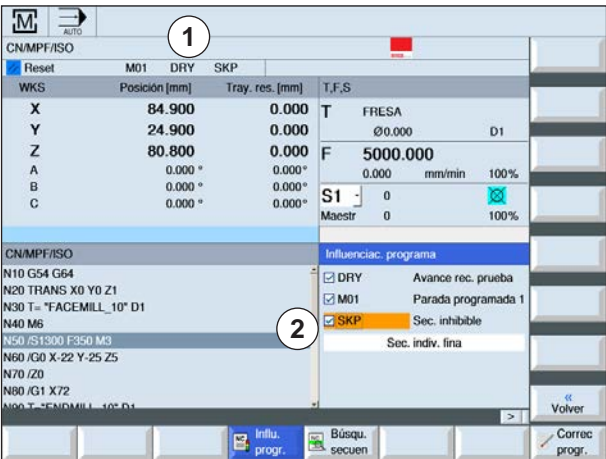 M AUTO
CN/MPF/ISO
1
Reset M01 DRY SKP
WKS Posición [mm] Tray. res. [mm] T,F,S
X 84.900 0.000 T FRESA
Y 24.900 0.000 Ø0.000 D1
Z 80.800 0.000 F 5000.000
A 0.000 ° 0.000° 0.000 mm/min 100%
B 0.000 ° 0.000° S1 0
C 0.000 ° 0.000° Maestr 0 100%
CN/MPF/ISO
N10 G54 G64
N20 TRANS X0 Y0 Z1
N30 T= "FACEMILL_10" D1
N40 M6
N50 /S1300 F350 M3
N60 /G0 X-22 Y-25 Z5
N70 /Z0
N80 /G1 X72
N90 T="ENDMILL_10" D1
Influenciac. programa
DRY Avance rec. prueba
M01 Parada programada 1
2
SKP Sec. inhibible
Sec. indiv. fina
>
«
Volver
NC Influ. progr.
NC Búsqu. secuen
Correc progr.